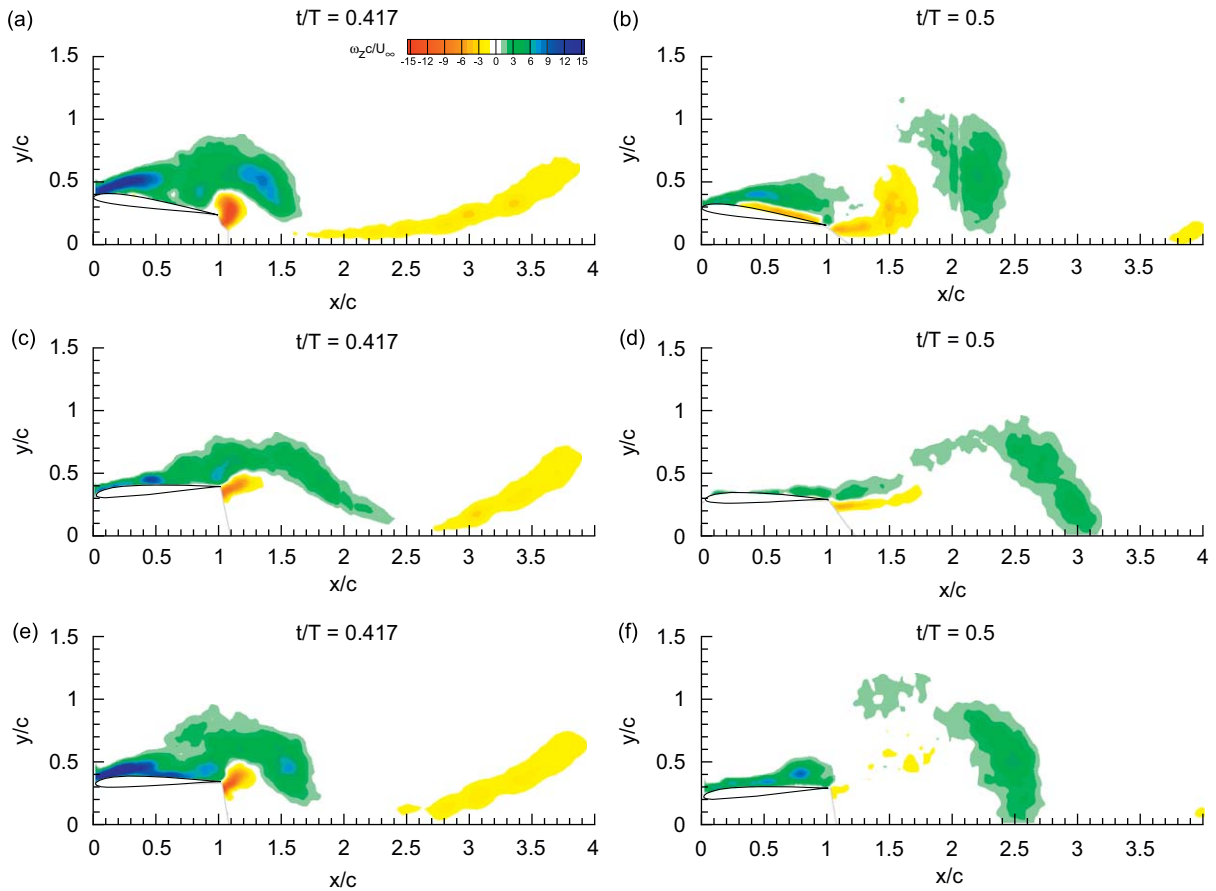 (a)
t/T = 0.417
ω_z c/U_∞
-15 -12 -9 -6 -3 0 3 6 9 12 15
1.5
1
0.5
0
y/c
0 0.5 1 1.5 2 2.5 3 3.5 4
x/c
(b)
t/T = 0.5
1.5
1
0.5
0
y/c
0 0.5 1 1.5 2 2.5 3 3.5
x/c
(c)
t/T = 0.417
1.5
1
0.5
0
y/c
0 0.5 1 1.5 2 2.5 3 3.5 4
x/c
(d)
t/T = 0.5
1.5
1
0.5
0
y/c
0 0.5 1 1.5 2 2.5 3 3.5 4
x/c
(e)
t/T = 0.417
1.5
1
0.5
0
y/c
0 0.5 1 1.5 2 2.5 3 3.5 4
x/c
(f)
t/T = 0.5
1.5
1
0.5
0
y/c
0 0.5 1 1.5 2 2.5 3 3.5
x/c